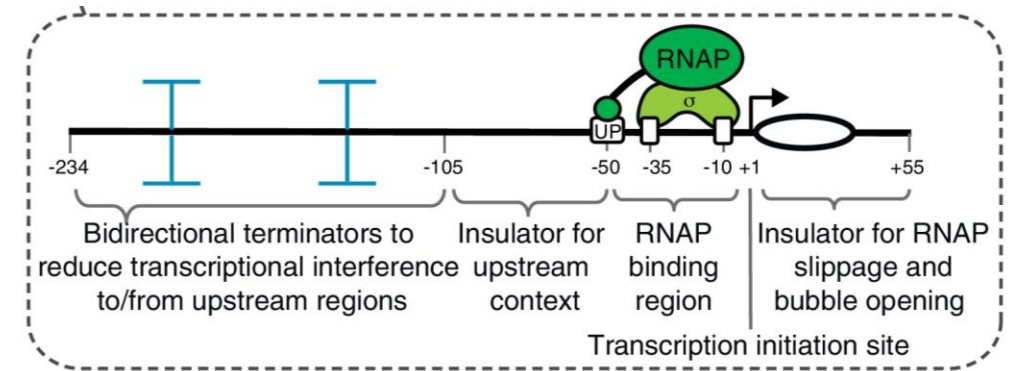 RNAP
σ
UP
-234
-105
-50
-35
-10
+1
+55
Bidirectional terminators to
reduce transcriptional interference
to/from upstream regions
Insulator for
upstream
context
RNAP
binding
region
Insulator for RNAP
slippage and
bubble opening
Transcription initiation site